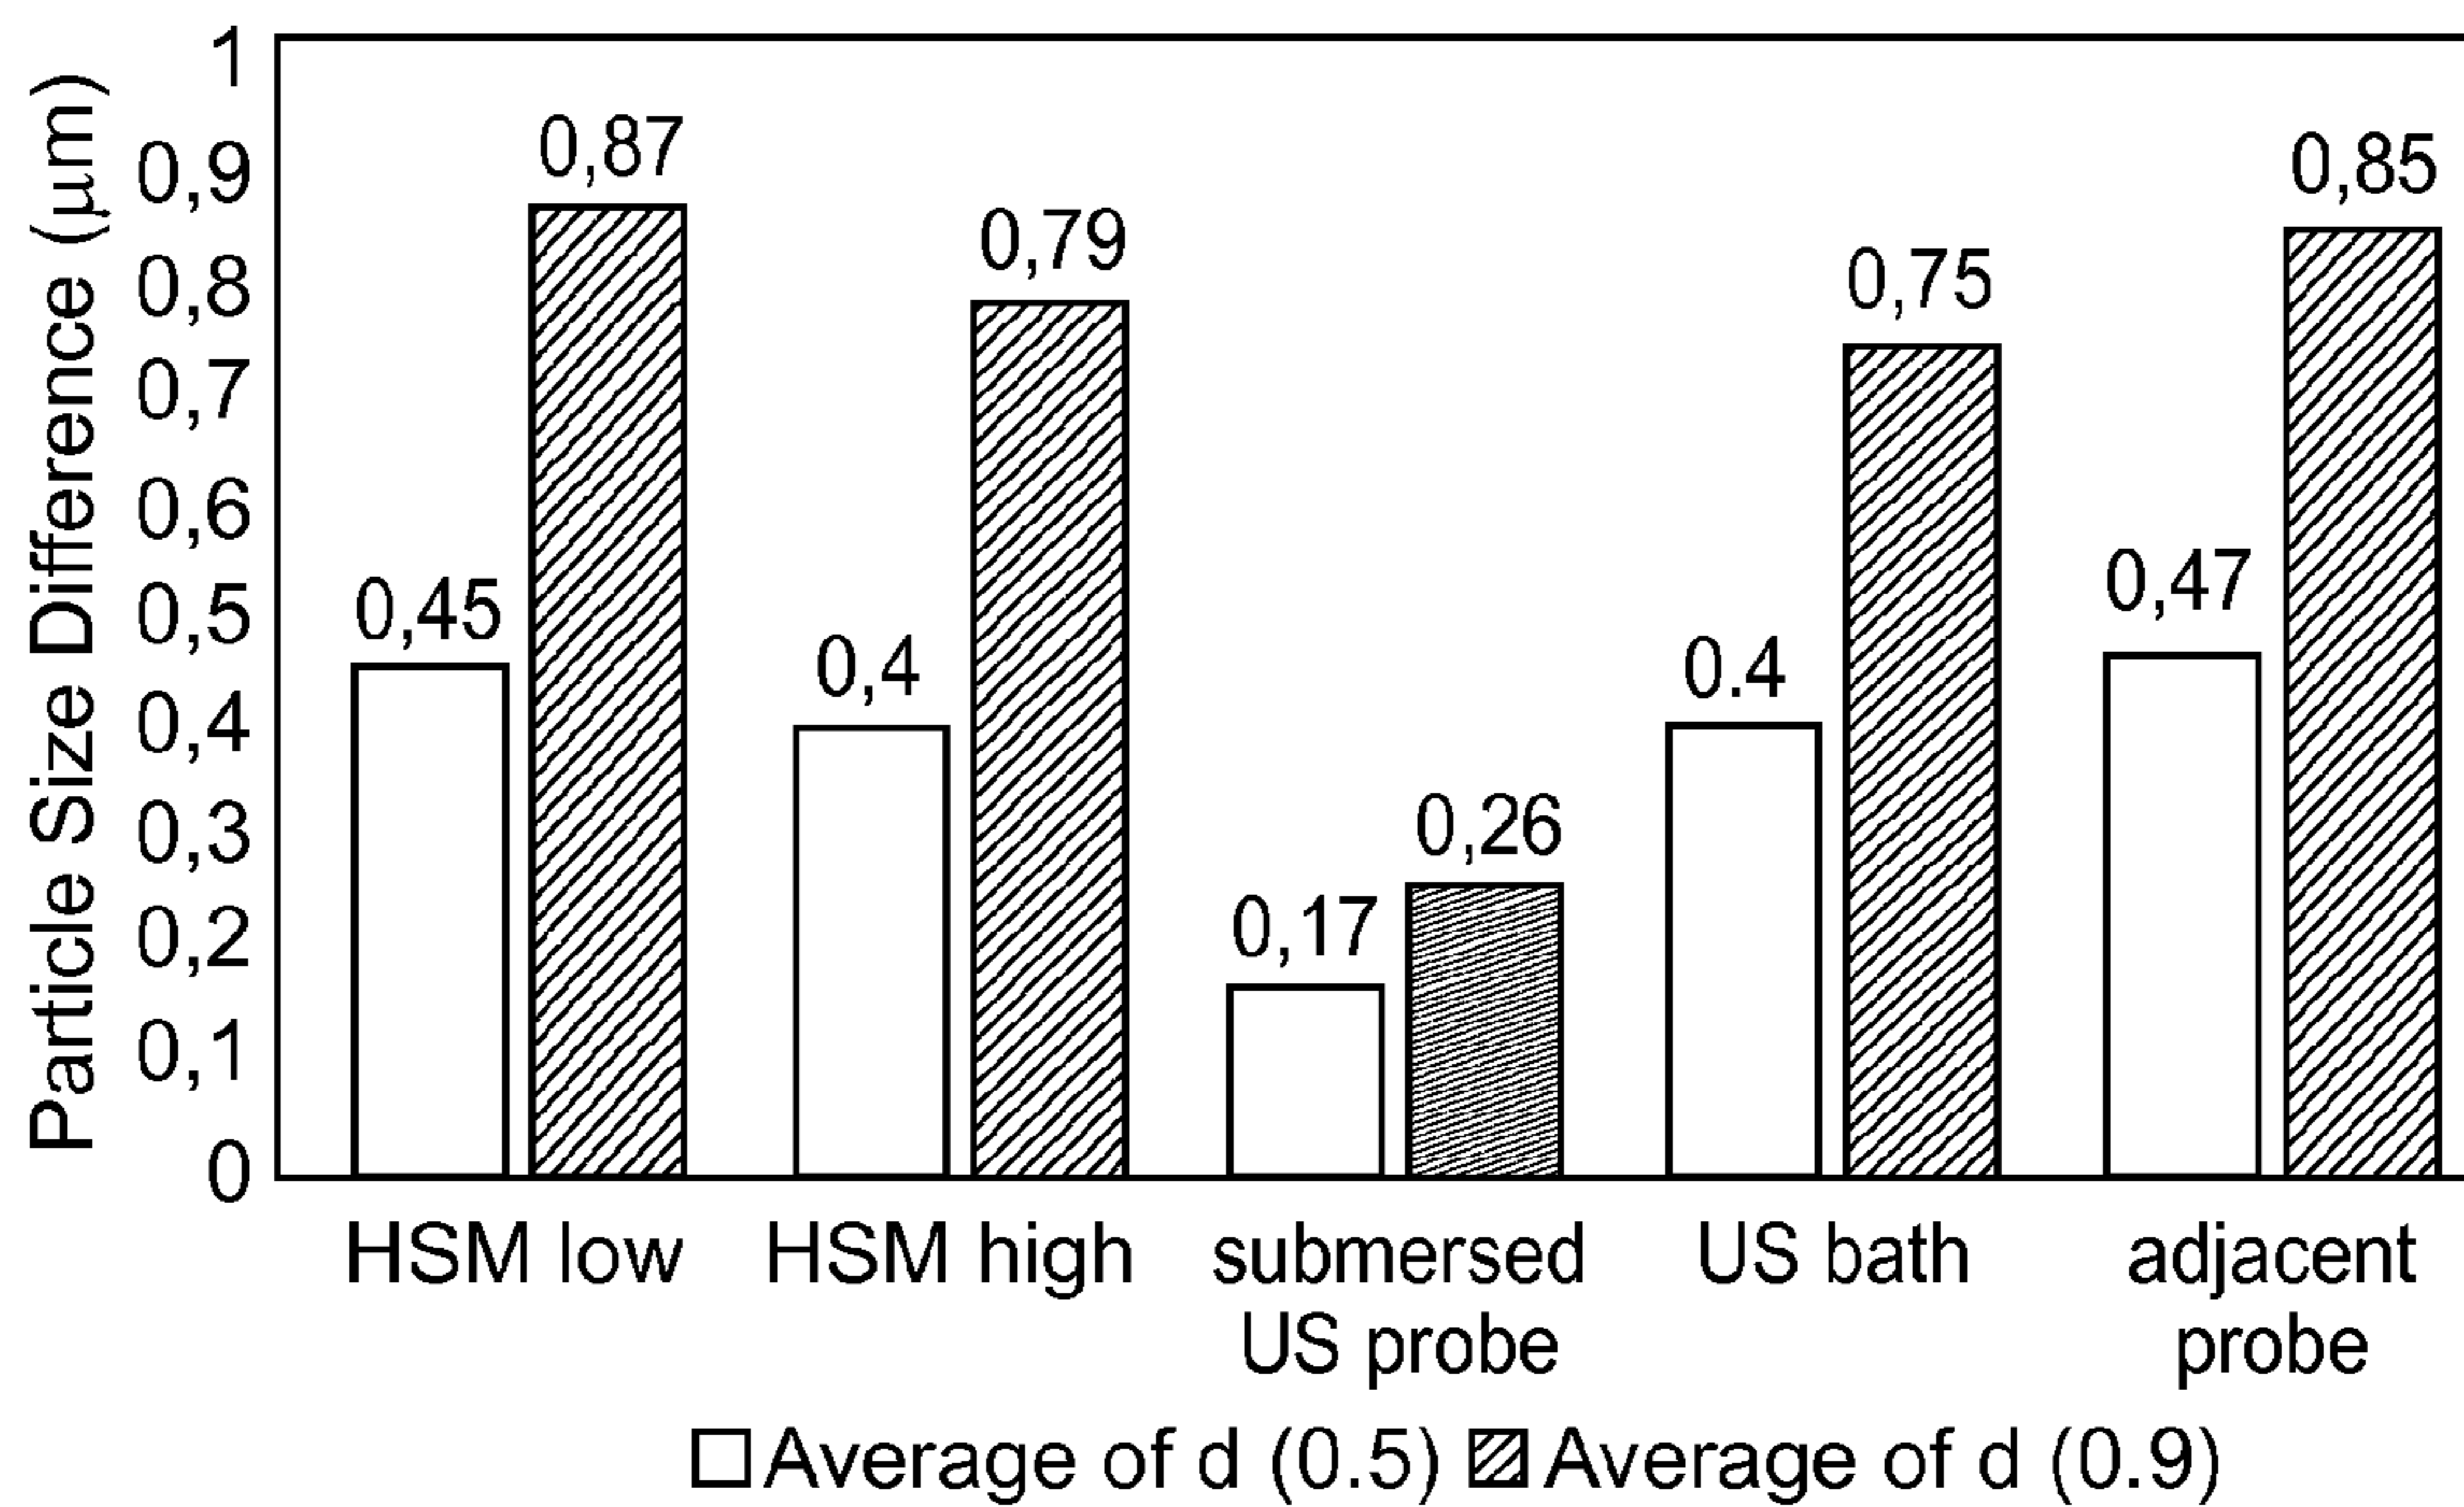 Particle Size Difference (µm)
1
0,9
0,8
0,7
0,6
0,5
0,4
0,3
0,2
0,1
0
0,45
0,87
0,4
0,79
0,17
0,26
0.4
0,75
0,47
0,85
HSM low
HSM high
submersed
US probe
US bath
adjacent
probe
Average of d (0.5)
Average of d (0.9)